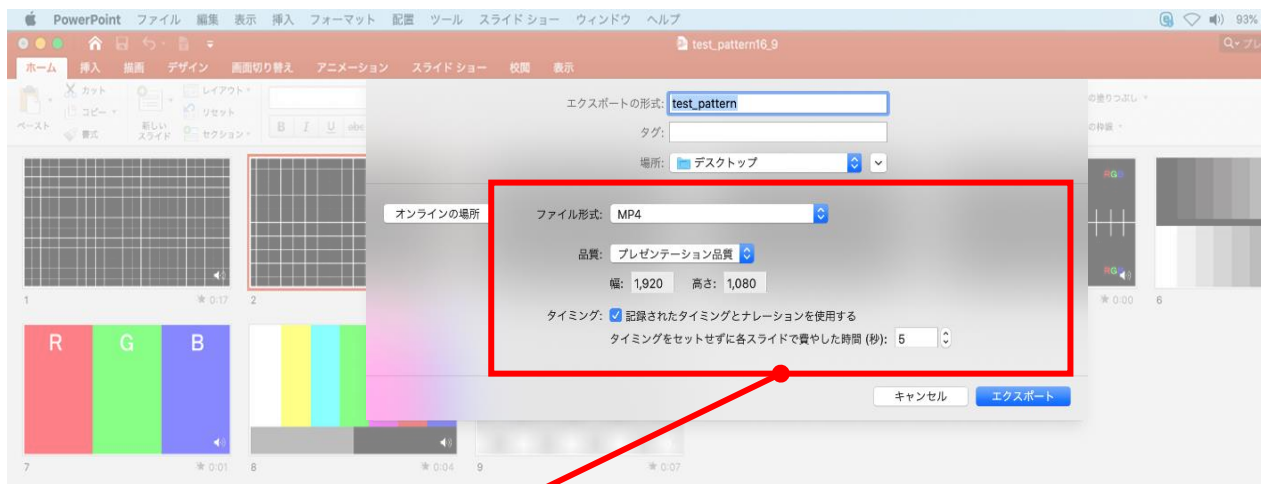 PowerPoint ファイル 編集 表示 挿入 フォーマット 配置 ツール スライド ショー ウィンドウ ヘルプ 93%
test_pattern16_9
ホーム 挿入 描画 デザイン 画面切り替え アニメーション スライド ショー 校閲 表示
カット
コピー
ペースト
書式
新しい
スライド
レイアウト
リセット
セクション
B I U abc
の塗りつぶし
の枠線
エクスポートの形式: test_pattern
タグ:
場所: デスクトップ
オンラインの場所
ファイル形式: MP4
品質: プレゼンテーション品質
幅: 1,920 高さ: 1,080
タイミング: 記録されたタイミングとナレーションを使用する
タイミングをセットせずに各スライドで費やした時間 (秒): 5
キャンセル エクスポート
RGB
RGB
1 0:17 2 0:00 6
R G B
7 0:01 8 0:04 9 0:07